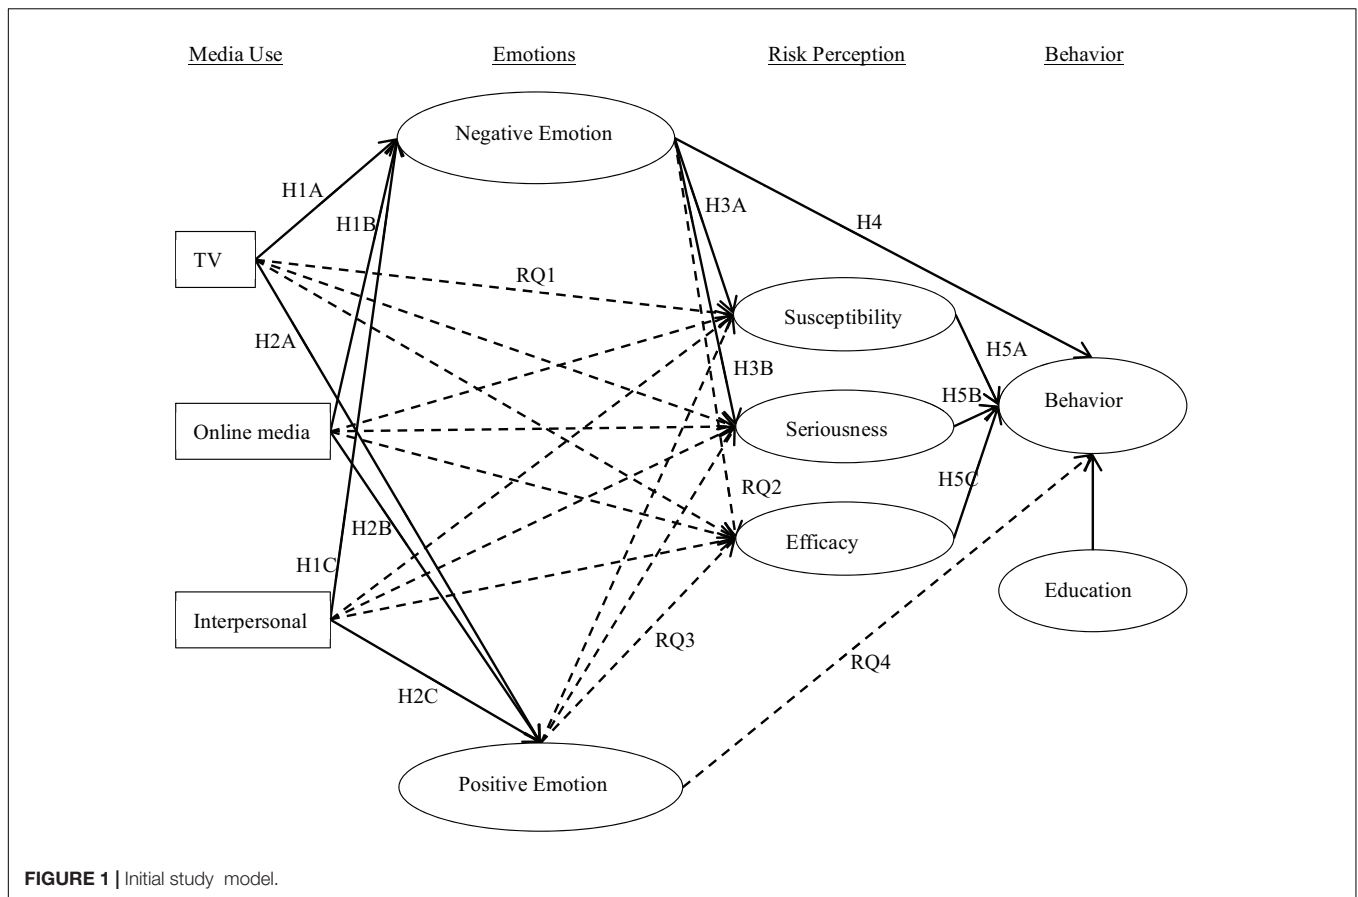 Media Use
Emotions
Risk Perception
Behavior
Negative Emotion
H1A
H3A
H1B
H4
TV
RQ1
Susceptibility
H2A
H5A
H3B
H5B
Behavior
Online media
Seriousness
H5C
RQ2
H2B
Efficacy
H1C
Education
Interpersonal
RQ3
RQ4
H2C
Positive Emotion
FIGURE 1 | Initial study model.